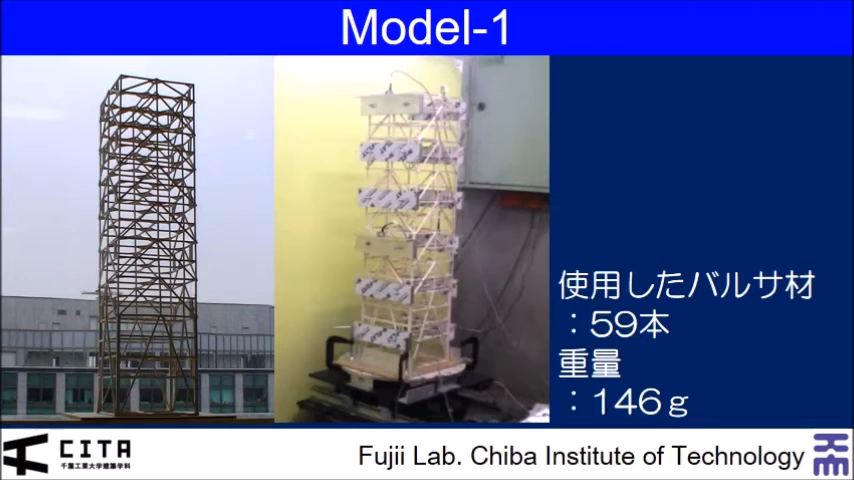 Model-1
使用したバルサ材
：59本
重量
：146ｇ
CITA
千葉工業大学建築学科
Fujii Lab. Chiba Institute of Technology